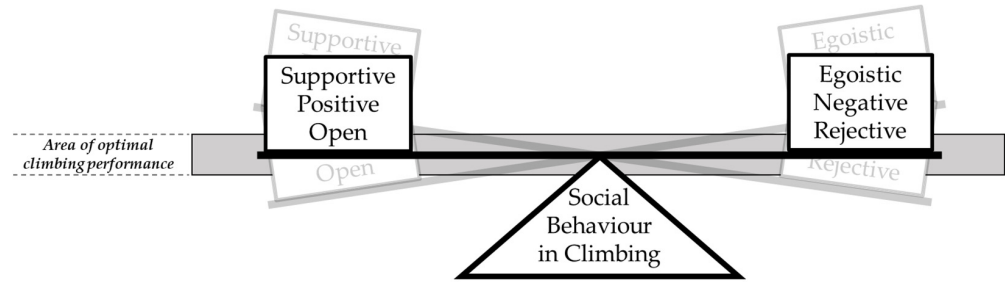 Supportive
Open
Egoistic
Rejective
Supportive
Positive
Open
Egoistic
Negative
Rejective
Area of optimal
climbing performance
Social
Behaviour
in Climbing